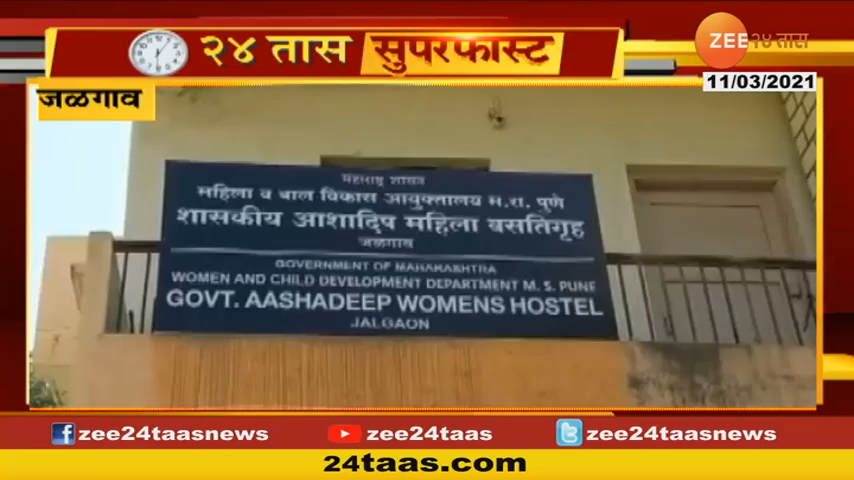 २४ तास सुपरफास्ट
ZEE २४ तास
11/03/2021
जळगाव
महाराष्ट्र शासन
महिला व बाल विकास आयुक्तालय म.रा. पुणे
शासकीय आशादिप महिला वसतिगृह
जळगाव
GOVERNMENT OF MAHARASHTRA
WOMEN AND CHILD DEVELOPMENT DEPARTMENT M. S. PUNE
GOVT. AASHADEEP WOMENS HOSTEL
JALGAON
zee24taasnews zee24taas zee24taasnews
24taas.com